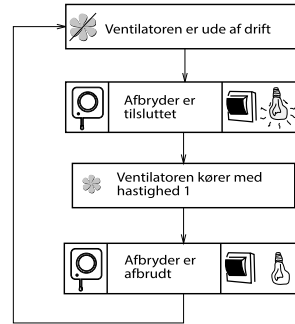 Ventilatoren er ude af drift
Afbryder er
tilsluttet
Ventilatoren kører med
hastighed 1
Afbryder er
afbrudt